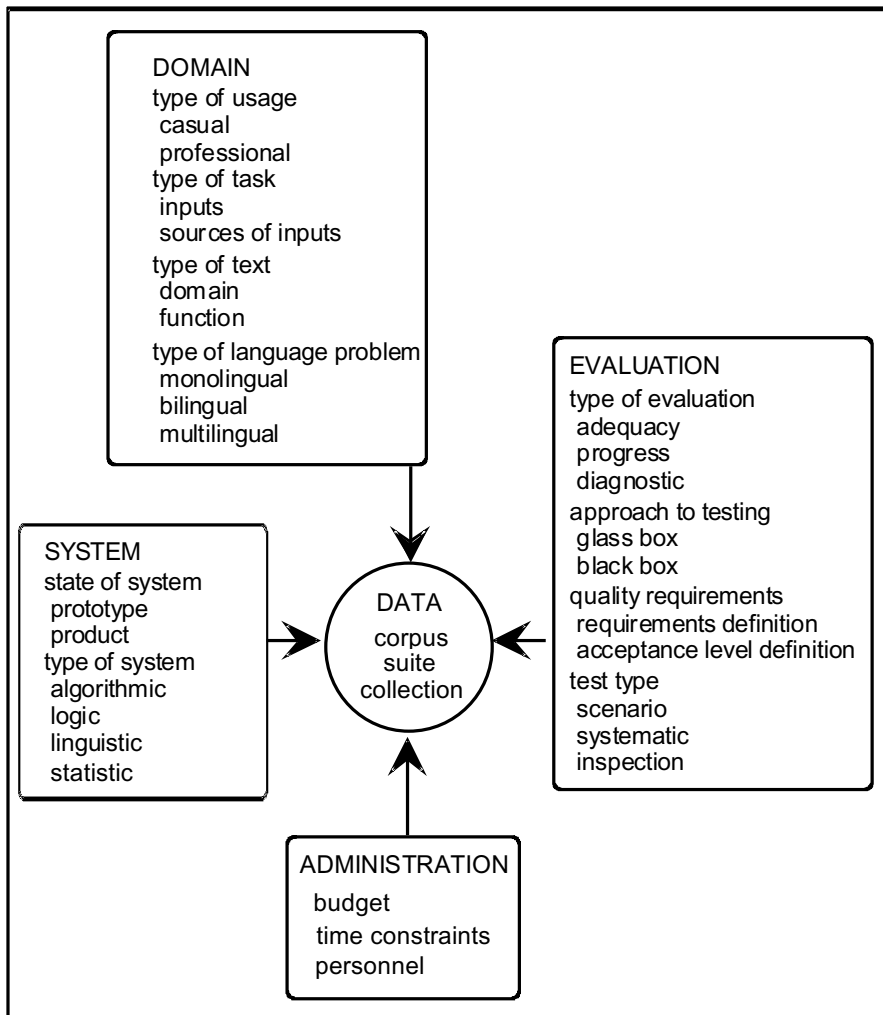 DOMAIN
type of usage
casual
professional
type of task
inputs
sources of inputs
type of text
domain
function
type of language problem
monolingual
bilingual
multilingual
EVALUATION
type of evaluation
adequacy
progress
diagnostic
approach to testing
glass box
black box
quality requirements
requirements definition
acceptance level definition
test type
scenario
systematic
inspection
SYSTEM
state of system
prototype
product
type of system
algorithmic
logic
linguistic
statistic
DATA
corpus
suite
collection
ADMINISTRATION
budget
time constraints
personnel